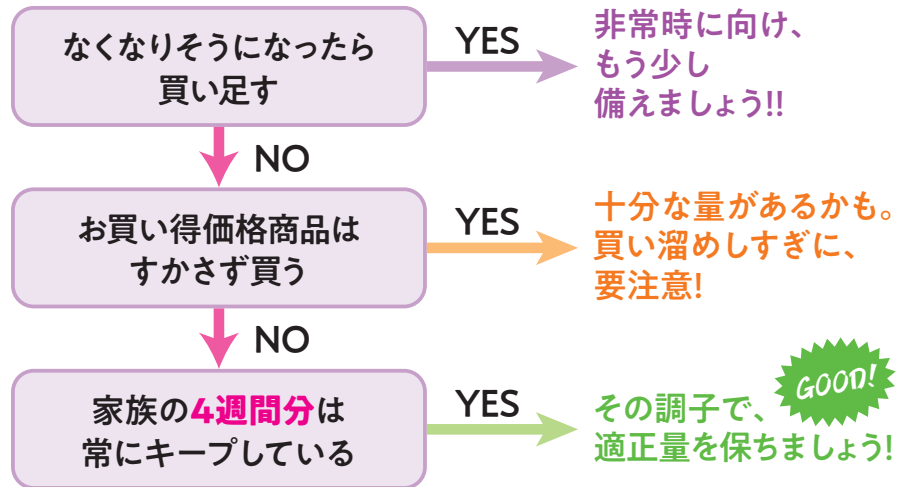 なくなりそうになったら
買い足す
YES
非常時に向け、
もう少し
備えましょう!!
NO
お買い得価格商品は
すかさず買う
YES
十分な量があるかも。
買い溜めしすぎに、
要注意!
NO
家族の4週間分は
常にキープしている
YES
GOOD!
その調子で、
適正量を保ちましょう!